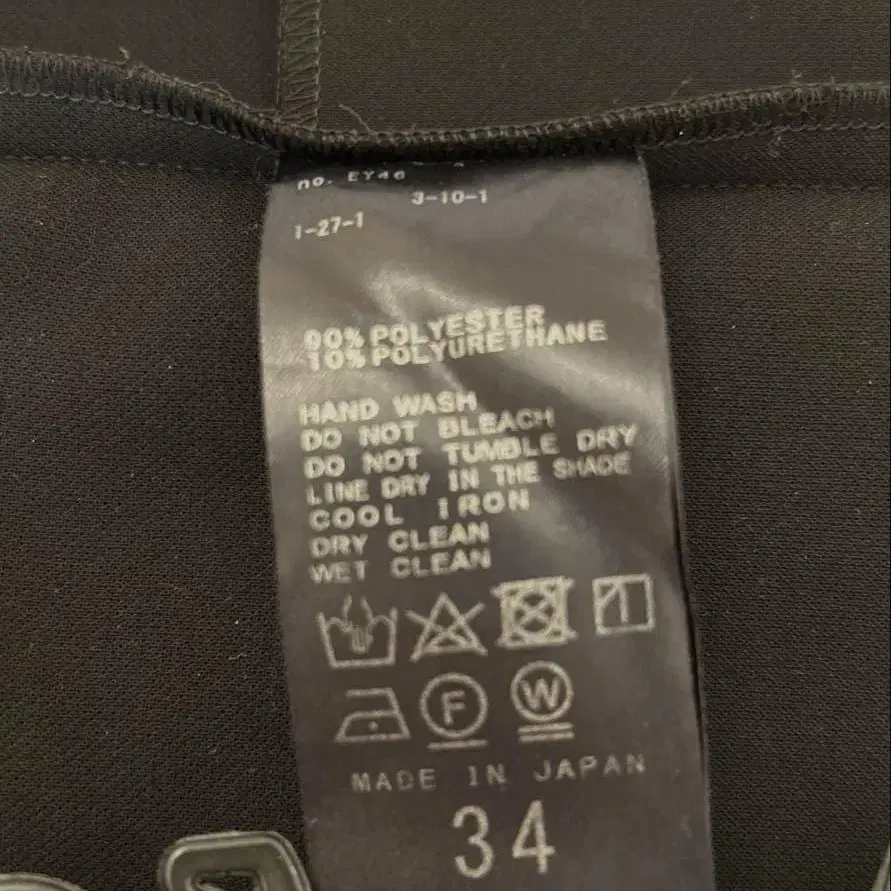 no. EY46
3-10-1
1-27-1
90% POLYESTER
10% POLYURETHANE
HAND WASH
DO NOT BLEACH
DO NOT TUMBLE DRY
LINE DRY IN THE SHADE
COOL IRON
DRY CLEAN
WET CLEAN
F W
MADE IN JAPAN
34